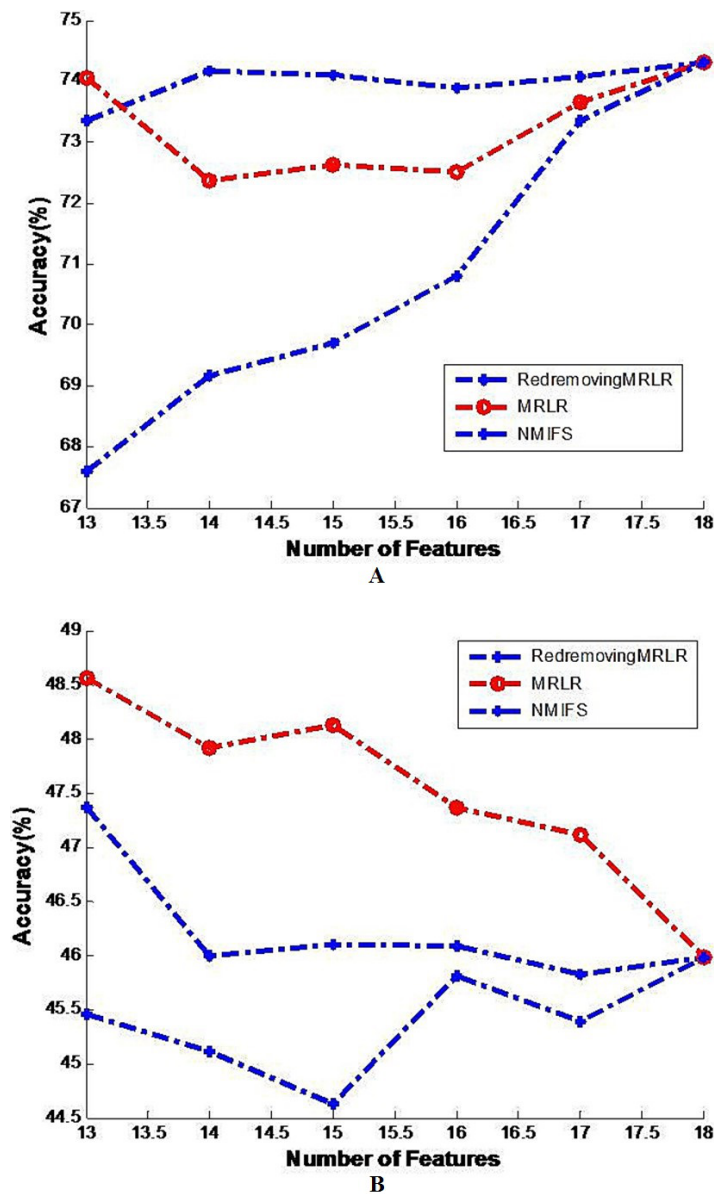 75
74
73
72
71
70
69
68
67
Accuracy(%)
RedremovingMRLR
MRLR
NMIFS
13 13.5 14 14.5 15 15.5 16 16.5 17 17.5 18
Number of Features
A
49
48.5
48
47.5
47
46.5
46
45.5
45
44.5
Accuracy(%)
RedremovingMRLR
MRLR
NMIFS
13 13.5 14 14.5 15 15.5 16 16.5 17 17.5 18
Number of Features
B